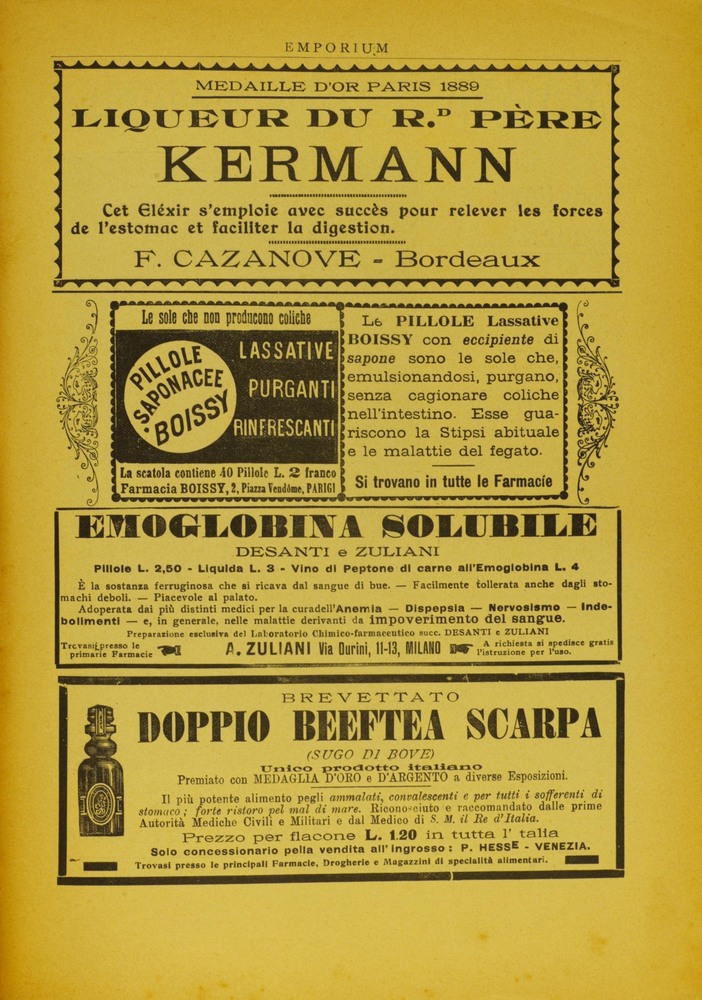 EMPORIUM
MEDAILLE D'OR PARIS 1889
LIQUEUR DU R.D PÈRE
KERMANN
Cet Eléxir s'emploie avec succès pour relever les forces
de l'estomac et faciliter la digestion.
F. CAZANOVE - Bordeaux
Le sole che non producono coliche
PILLOLE
SAPONACEE
BOISSY
LASSATIVE
PURGANTI
RINFRESCANTI
La scatola contiene 40 Pillole L. 2 franco
Farmacia BOISSY, 2, Piazza Vendôme, PARIGI
Le PILLOLE Lassative
BOISSY con eccipiente di
sapone sono le sole che,
emulsionandosi, purgano,
senza cagionare coliche
nell'intestino. Esse gua-
riscono la Stipsi abituale
e le malattie del fegato.
Si trovano in tutte le Farmacie
EMOGLOBINA SOLUBILE
DESANTI e ZULIANI
Pillole L. 2,50 - Liquida L. 3 - Vino di Peptone di carne all'Emoglobina L. 4
È la sostanza ferruginosa che si ricava dal sangue di bue. — Facilmente tollerata anche dagli sto-
machi deboli. — Piacevole al palato.
Adoperata dai più distinti medici per la curadell'Anemia — Dispepsia — Nervosismo — Inde-
bolimenti — e, in generale, nelle malattie derivanti da impoverimento del sangue.
Preparazione esclusiva del Laboratorio Chimico-farmaceutico succ. DESANTI e ZULIANI
Trovasi presso le
primarie Farmacie
A. ZULIANI Via Durini, 11-13, MILANO
A richiesta si spedisce gratis
l'istruzione per l'uso.
BREVETTATO
DOPPIO BEEFTEA SCARPA
(SUGO DI BOVE)
Unico prodotto italiano
Premiato con MEDAGLIA D'ORO e D'ARGENTO a diverse Esposizioni.
Il più potente alimento pegli ammalati, convalescenti e per tutti i sofferenti di
stomaco; forte ristoro pel mal di mare. Riconosciuto e raccomandato dalle prime
Autorità Mediche Civili e Militari e dal Medico di S. M. il Re d'Italia.
Prezzo per flacone L. 1.20 in tutta l' talia
Solo concessionario pella vendita all'ingrosso: P. HESSE - VENEZIA.
Trovasi presso le principali Farmacie, Drogherie e Magazzini di specialità alimentari.